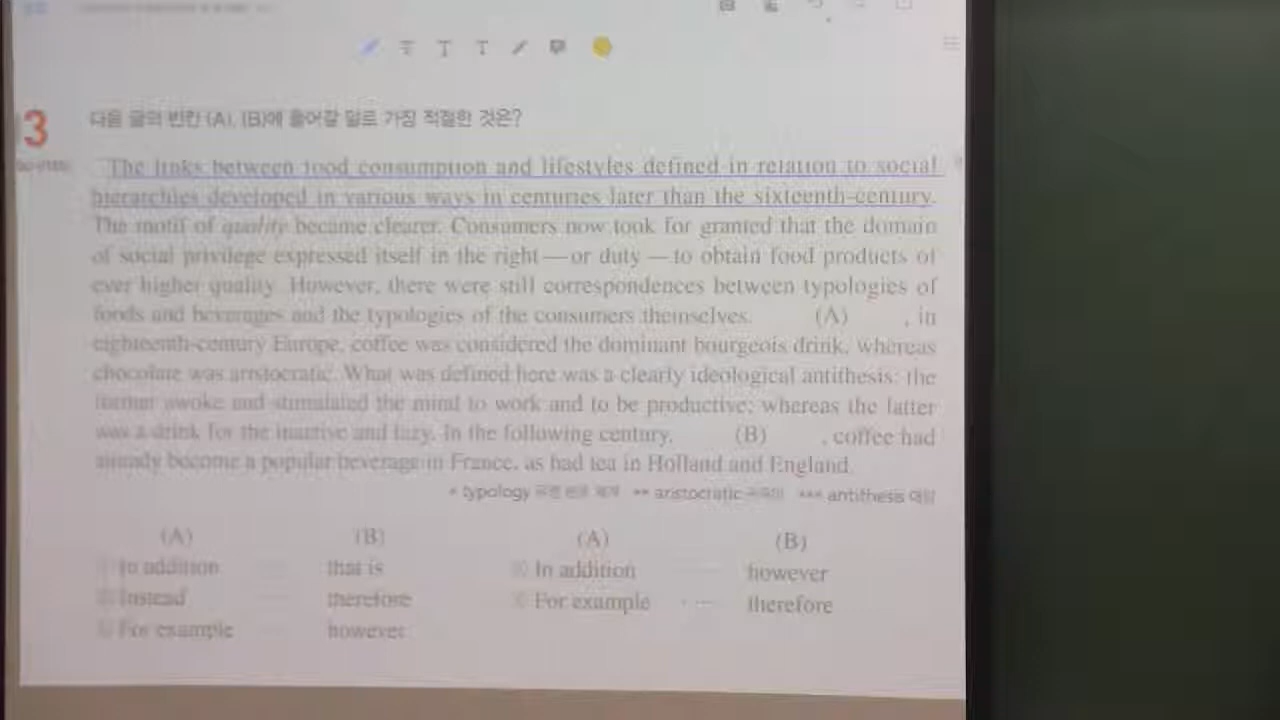 3
다음 글의 빈칸 (A), (B)에 들어갈 말로 가장 적절한 것은?
The links between food consumption and lifestyles defined in relation to social
hierarchies developed in various ways in centuries later than the sixteenth-century.
The motif of quality became clearer. Consumers now took for granted that the domain
of social privilege expressed itself in the right — or duty — to obtain food products of
ever higher quality. However, there were still correspondences between typologies of
foods and beverages and the typologies of the consumers themselves. (A) , in
eighteenth-century Europe, coffee was considered the dominant bourgeois drink, whereas
chocolate was aristocratic. What was defined here was a clearly ideological antithesis: the
former awoke and stimulated the mind to work and to be productive; whereas the latter
was a drink for the inactive and lazy. In the following century, (B) , coffee had
already become a popular beverage in France, as had tea in Holland and England.
* typology ** aristocratic *** antithesis
(A) (B) (A) (B)
In addition that is In addition however
Instead therefore For example therefore
For example however